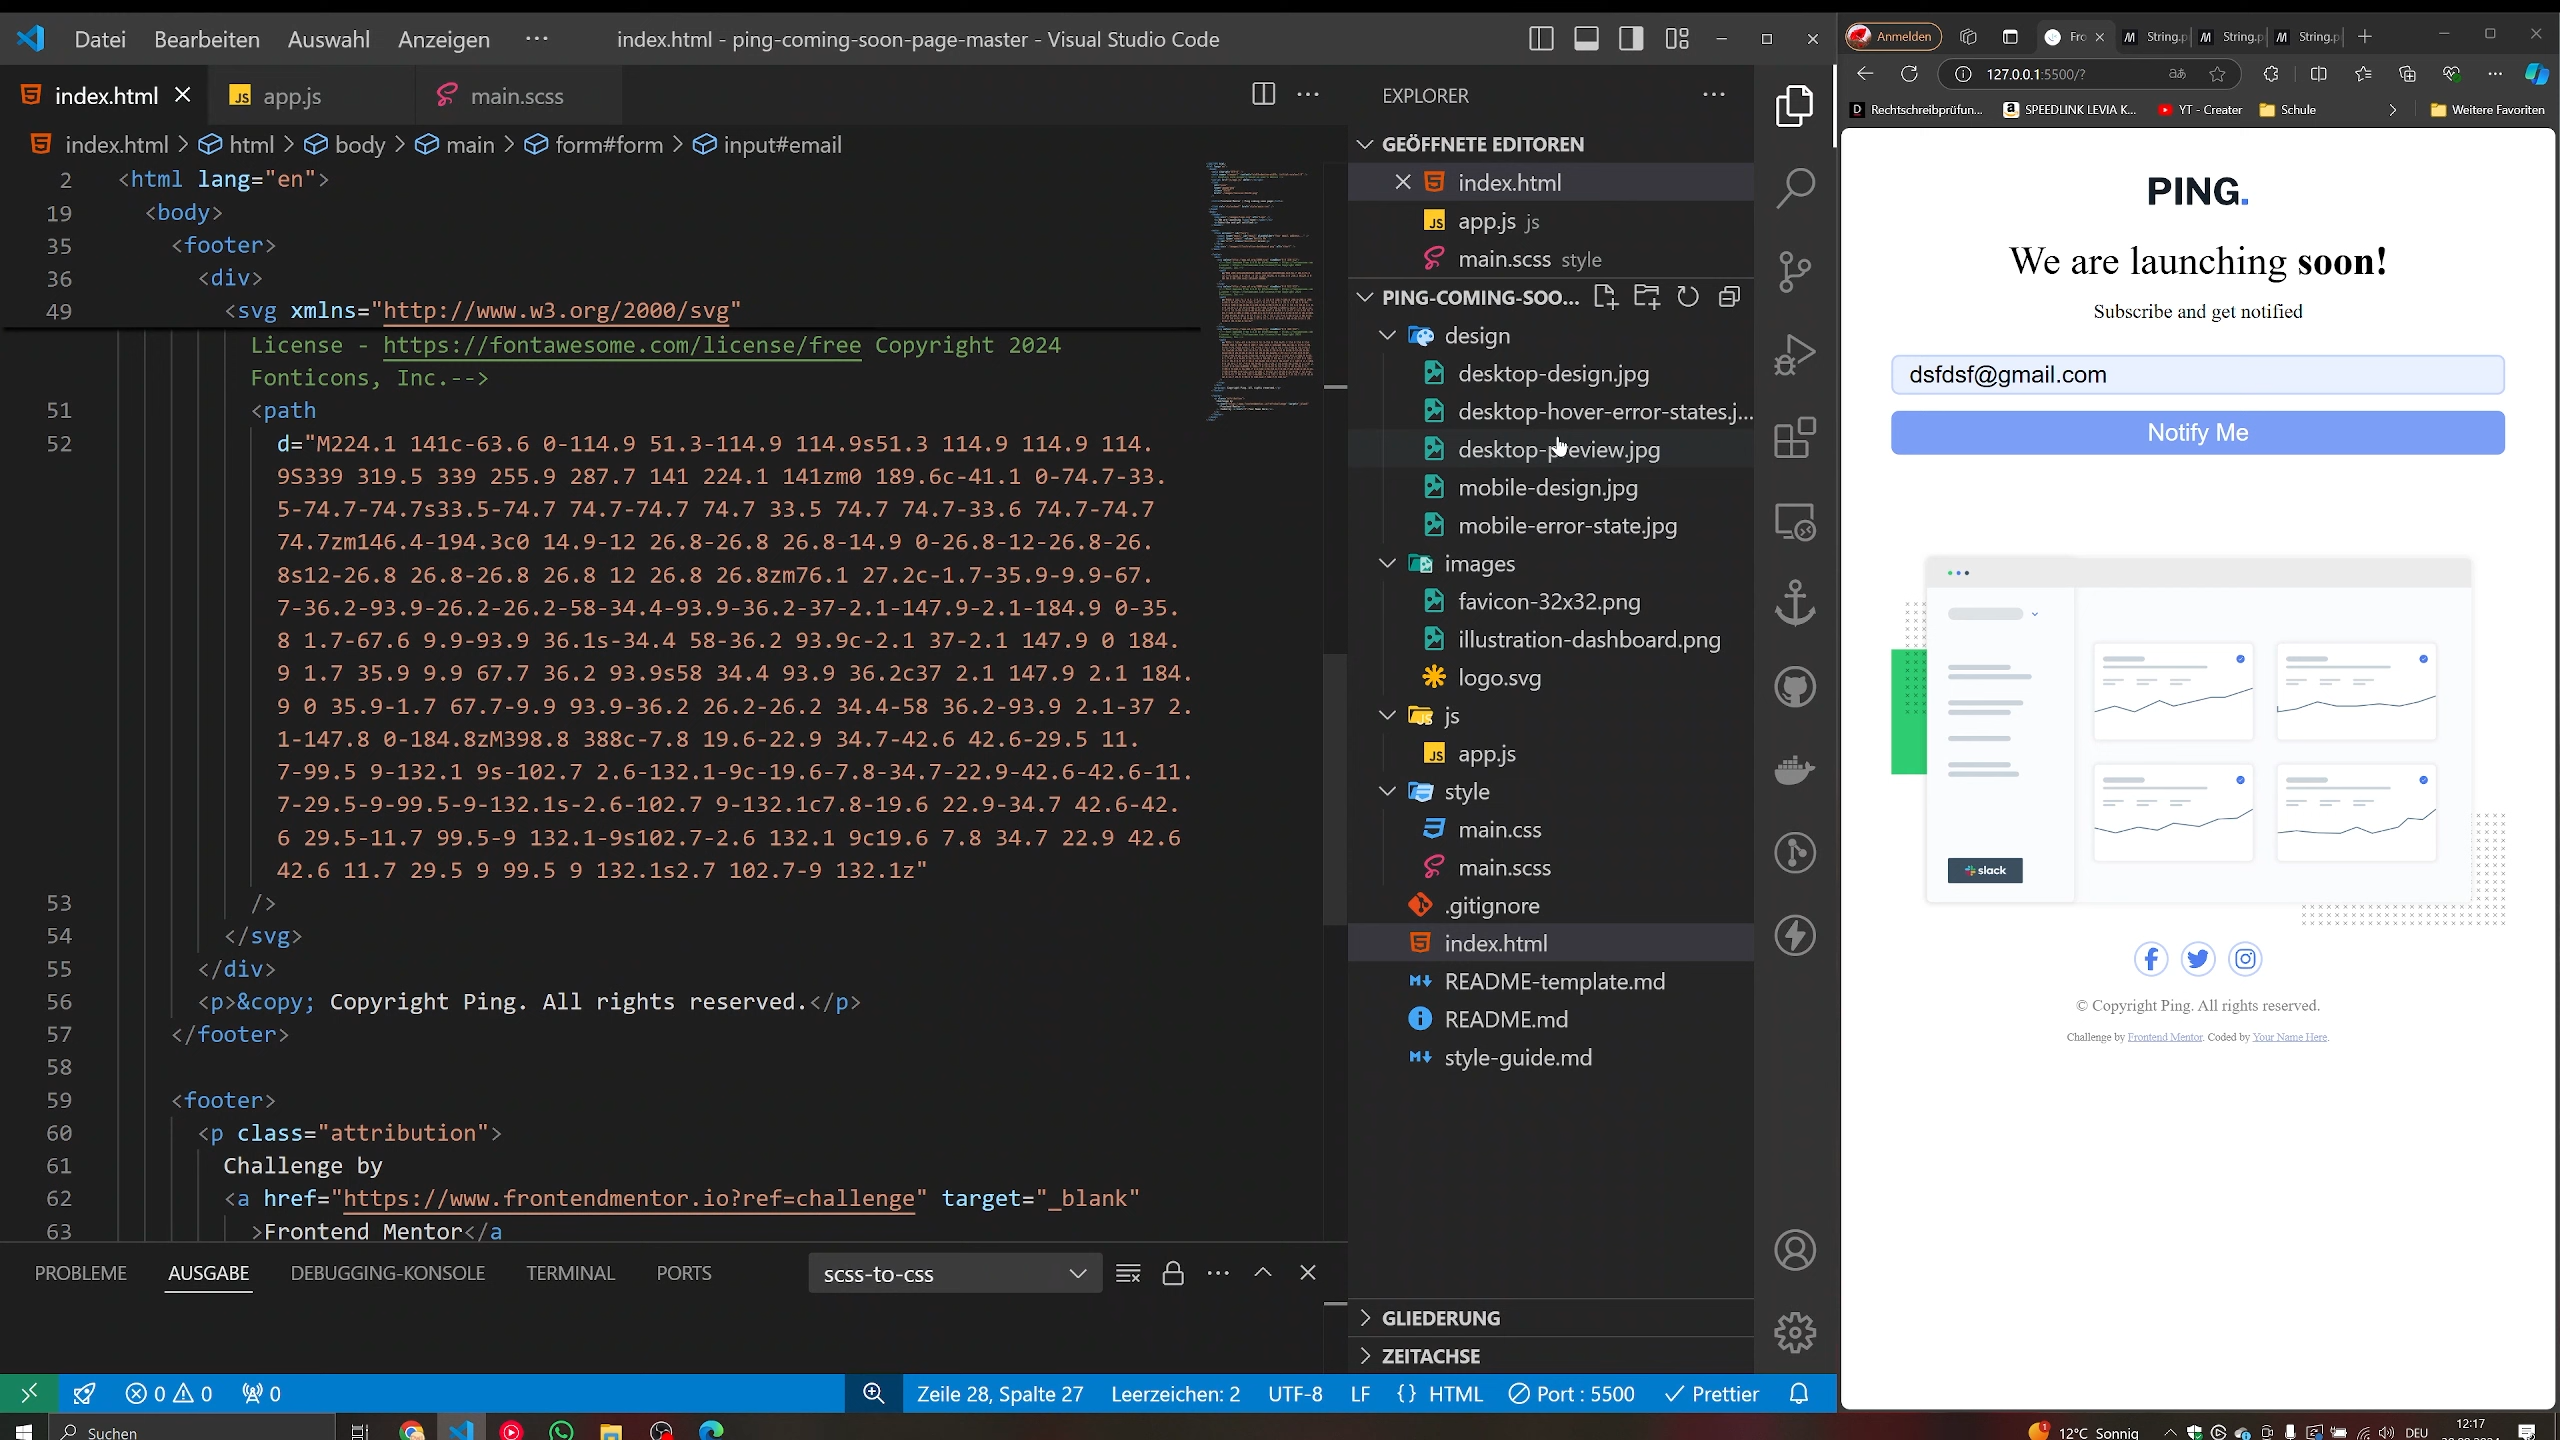 Datei Bearbeiten Auswahl Anzeigen ··· index.html - ping-coming-soon-page-master - Visual Studio Code
index.html app.js main.scss
index.html > html > body > main > form#form > input#email
2 <html lang="en">
19 <body>
35 <footer>
36 <div>
49 <svg xmlns="http://www.w3.org/2000/svg"
License - https://fontawesome.com/license/free Copyright 2024
Fonticons, Inc.-->
51 <path
52 d="M224.1 141c-63.6 0-114.9 51.3-114.9 114.9s51.3 114.9 114.9 114.
9S339 319.5 339 255.9 287.7 141 224.1 141zm0 189.6c-41.1 0-74.7-33.
5-74.7-74.7s33.5-74.7 74.7-74.7 74.7 33.5 74.7 74.7-33.6 74.7-74.7
74.7zm146.4-194.3c0 14.9-12 26.8-26.8 26.8-14.9 0-26.8-12-26.8-26.
8s12-26.8 26.8-26.8 26.8 12 26.8 26.8zm76.1 27.2c-1.7-35.9-9.9-67.
7-36.2-93.9-26.2-26.2-58-34.4-93.9-36.2-37-2.1-147.9-2.1-184.9 0-35.
8 1.7-67.6 9.9-93.9 36.1s-34.4 58-36.2 93.9c-2.1 37-2.1 147.9 0 184.
9 1.7 35.9 9.9 67.7 36.2 93.9s58 34.4 93.9 36.2c37 2.1 147.9 2.1 184.
9 0 35.9-1.7 67.7-9.9 93.9-36.2 26.2-26.2 34.4-58 36.2-93.9 2.1-37 2.
1-147.8 0-184.8zM398.8 388c-7.8 19.6-22.9 34.7-42.6 42.6-29.5 11.
7-99.5 9-132.1 9s-102.7 2.6-132.1-9c-19.6-7.8-34.7-22.9-42.6-42.6-11.
7-29.5-9-99.5-9-132.1s-2.6-102.7 9-132.1c7.8-19.6 22.9-34.7 42.6-42.
6 29.5-11.7 99.5-9 132.1-9s102.7-2.6 132.1 9c19.6 7.8 34.7 22.9 42.6
42.6 11.7 29.5 9 99.5 9 132.1s2.7 102.7-9 132.1z"
53 />
54 </svg>
55 </div>
56 <p>&copy; Copyright Ping. All rights reserved.</p>
57 </footer>
58
59 <footer>
60 <p class="attribution">
61 Challenge by
62 <a href="https://www.frontendmentor.io?ref=challenge" target="_blank"
63 >Frontend Mentor</a
PROBLEME AUSGABE DEBUGGING-KONSOLE TERMINAL PORTS scss-to-css
EXPLORER
GEÖFFNETE EDITOREN
index.html
app.js js
main.scss style
PING-COMING-SOO...
design
desktop-design.jpg
desktop-hover-error-states.j...
desktop-preview.jpg
mobile-design.jpg
mobile-error-state.jpg
images
favicon-32x32.png
illustration-dashboard.png
logo.svg
js
app.js
style
main.css
main.scss
.gitignore
index.html
README-template.md
README.md
style-guide.md
GLIEDERUNG
ZEITACHSE
0 0 0 Zeile 28, Spalte 27 Leerzeichen: 2 UTF-8 LF {} HTML Port : 5500 Prettier
Anmelden Fro String.p String.p String.p
127.0.0.1:5500/?
Rechtschreibprüfun... SPEEDLINK LEVIA K... YT - Creater Schule Weitere Favoriten
PING.
We are launching soon!
Subscribe and get notified
dsfdsf@gmail.com
Notify Me
slack
© Copyright Ping. All rights reserved.
Challenge by Frontend Mentor. Coded by Your Name Here.
Suchen 12°C Sonnig DEU 12:17